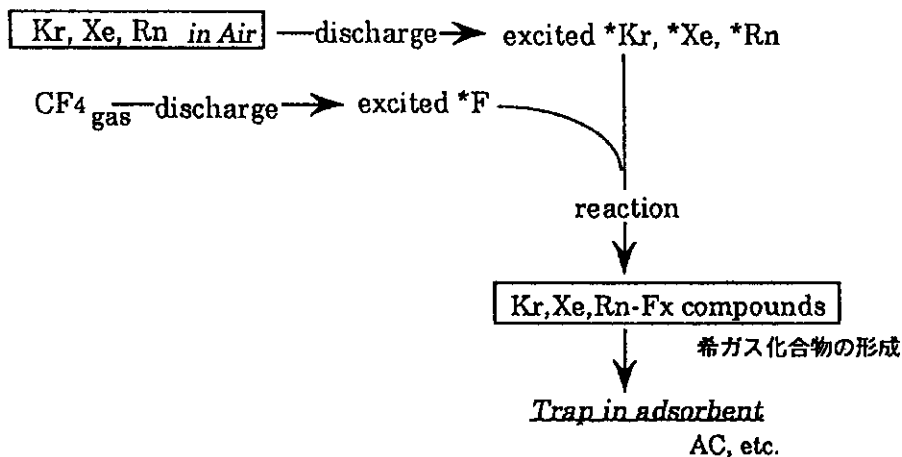 Kr, Xe, Rn in Air discharge excited *Kr, *Xe, *Rn
CF4 gas discharge excited *F
reaction
Kr,Xe,Rn-Fx compounds
希ガス化合物の形成
Trap in adsorbent
AC, etc.